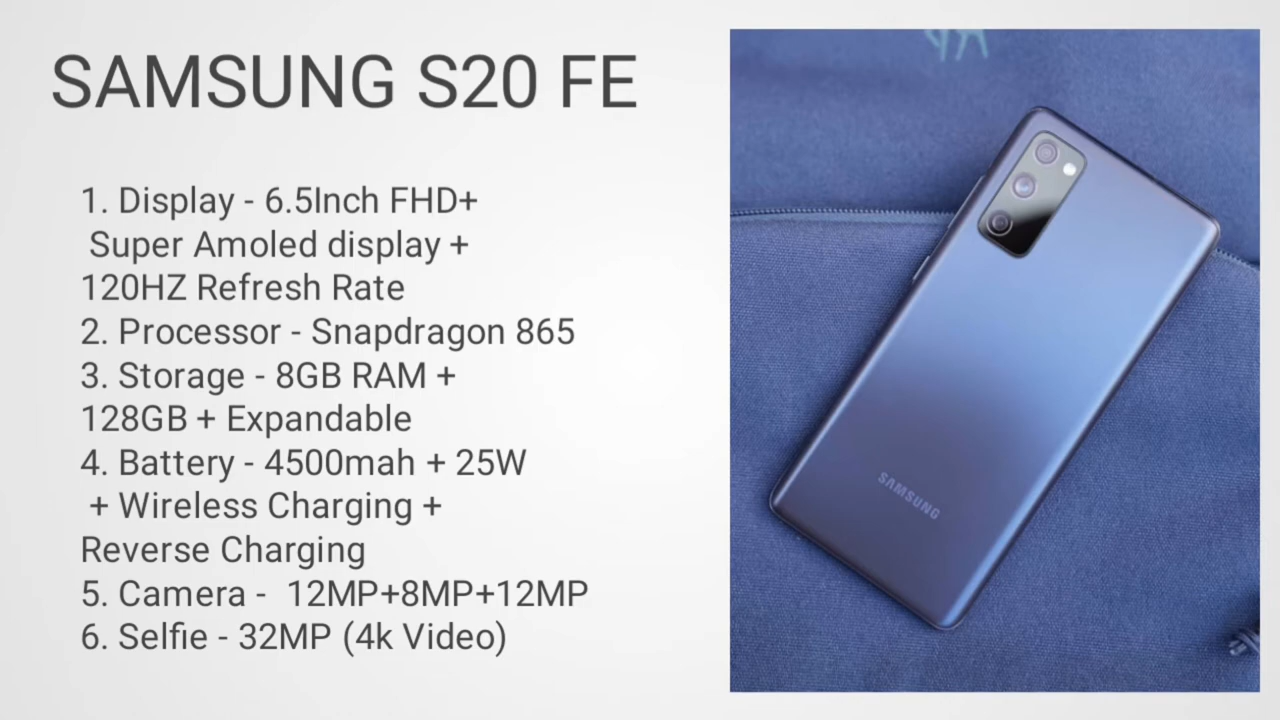 SAMSUNG S20 FE
1. Display - 6.5Inch FHD+
Super Amoled display +
120HZ Refresh Rate
2. Processor - Snapdragon 865
3. Storage - 8GB RAM +
128GB + Expandable
4. Battery - 4500mah + 25W
+ Wireless Charging +
Reverse Charging
5. Camera - 12MP+8MP+12MP
6. Selfie - 32MP (4k Video)
SAMSUNG